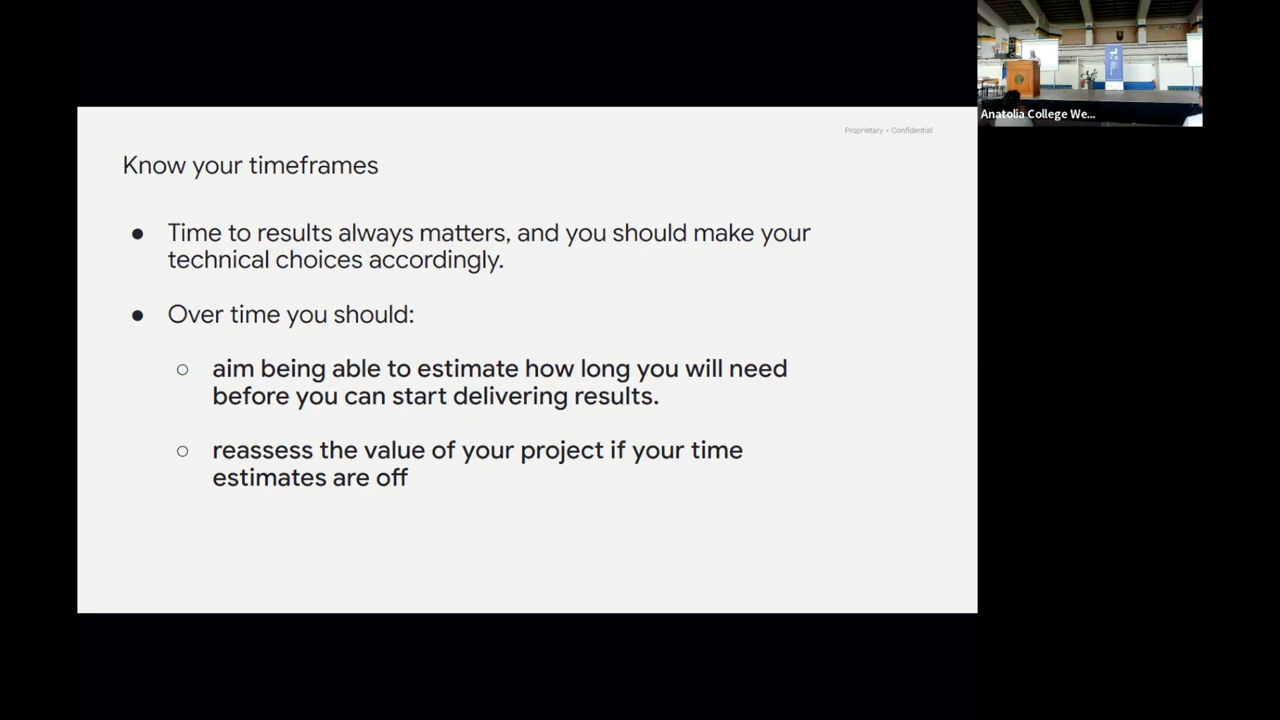 Proprietary + Confidential
Know your timeframes
● Time to results always matters, and you should make your
technical choices accordingly.
● Over time you should:
○ aim being able to estimate how long you will need
before you can start delivering results.
○ reassess the value of your project if your time
estimates are off
Anatolia College We...